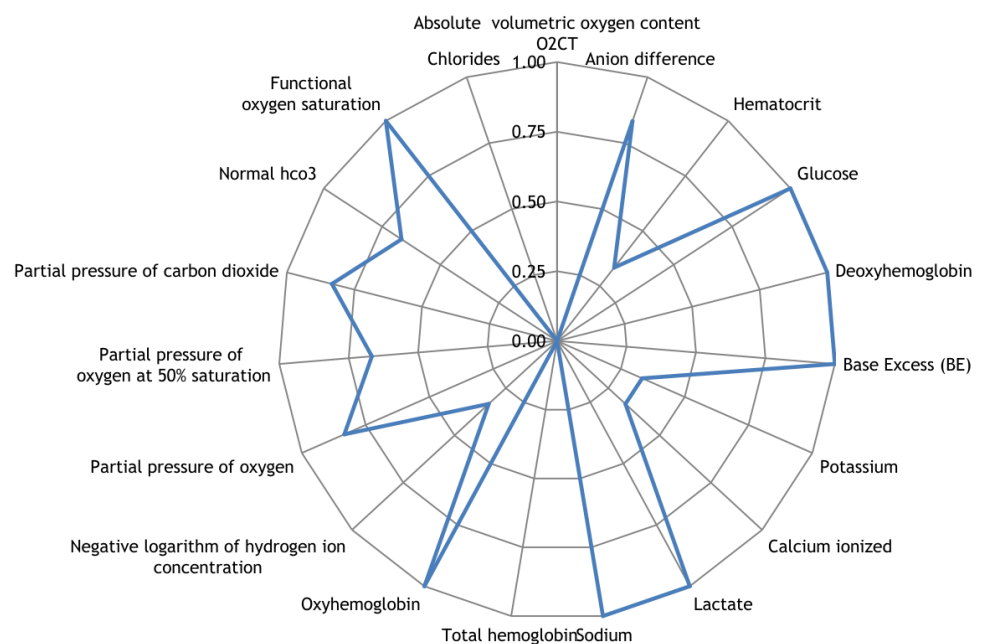 Absolute  volumetric oxygen content
O2CT
Chlorides
Anion difference
1.00
Functional
oxygen saturation
Hematocrit
0.75
Normal hco3
Glucose
0.50
Partial pressure of carbon dioxide
Deoxyhemoglobin
0.25
0.00
Partial pressure of
oxygen at 50% saturation
Base Excess (BE)
Partial pressure of oxygen
Potassium
Negative logarithm of hydrogen ion
concentration
Calcium ionized
Oxyhemoglobin
Lactate
Total hemoglobin
Sodium